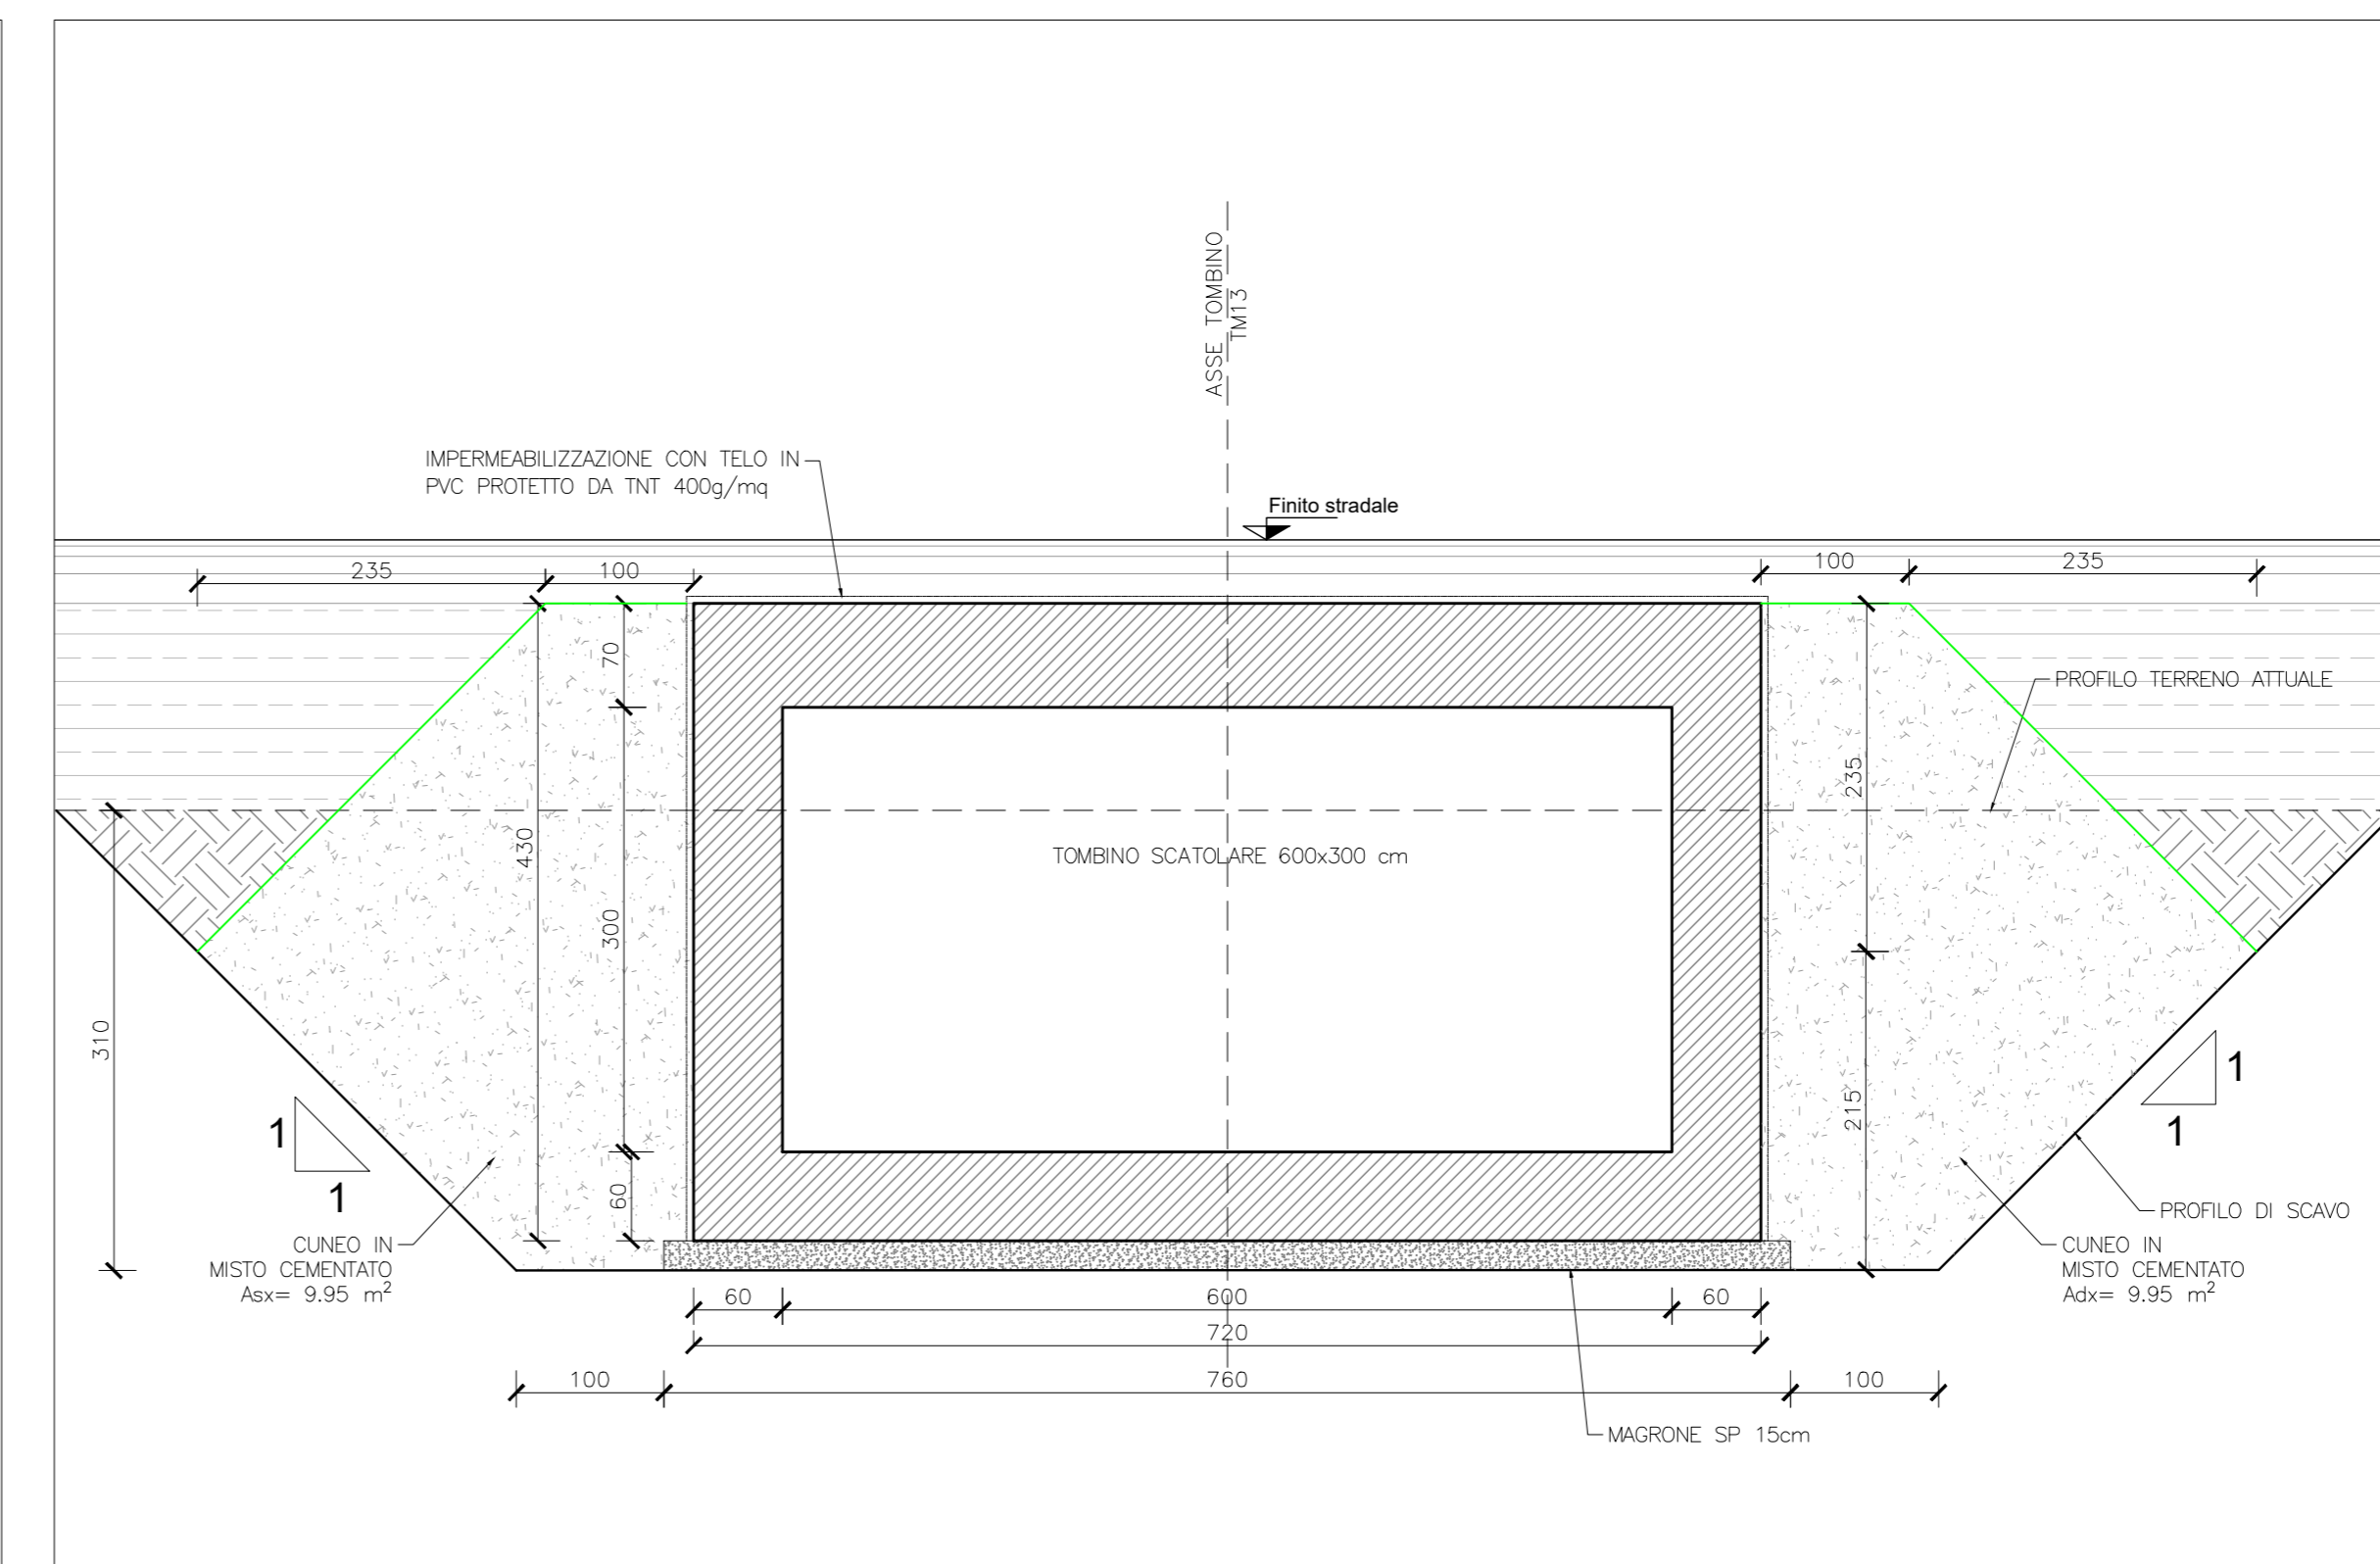 ASSE TOMBINO
TM13
IMPERMEABILIZZAZIONE CON TELO IN
PVC PROTETTO DA TNT 400g/mq
Finito stradale
235
100
100
235
70
PROFILO TERRENO ATTUALE
235
430
TOMBINO SCATOLARE 600x300 cm
300
310
215
1
1
1
1
60
PROFILO DI SCAVO
CUNEO IN
MISTO CEMENTATO
Asx= 9.95 m²
CUNEO IN
MISTO CEMENTATO
Adx= 9.95 m²
60
600
60
720
100
760
100
MAGRONE SP 15cm